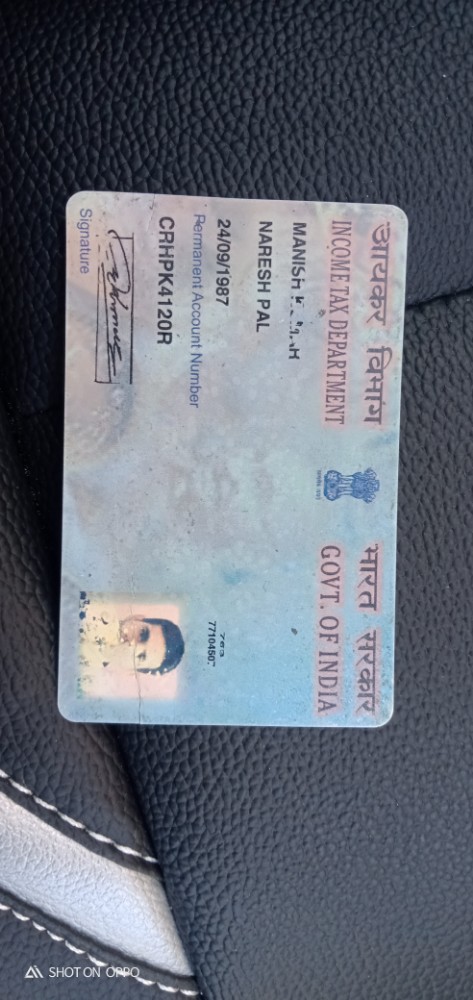 आयकर विभाग
INCOME TAX DEPARTMENT
भारत सरकार
GOVT. OF INDIA
MANISH
NARESH PAL
24/09/1987
Permanent Account Number
CRHPK4120R
Signature
SHOT ON OPPO